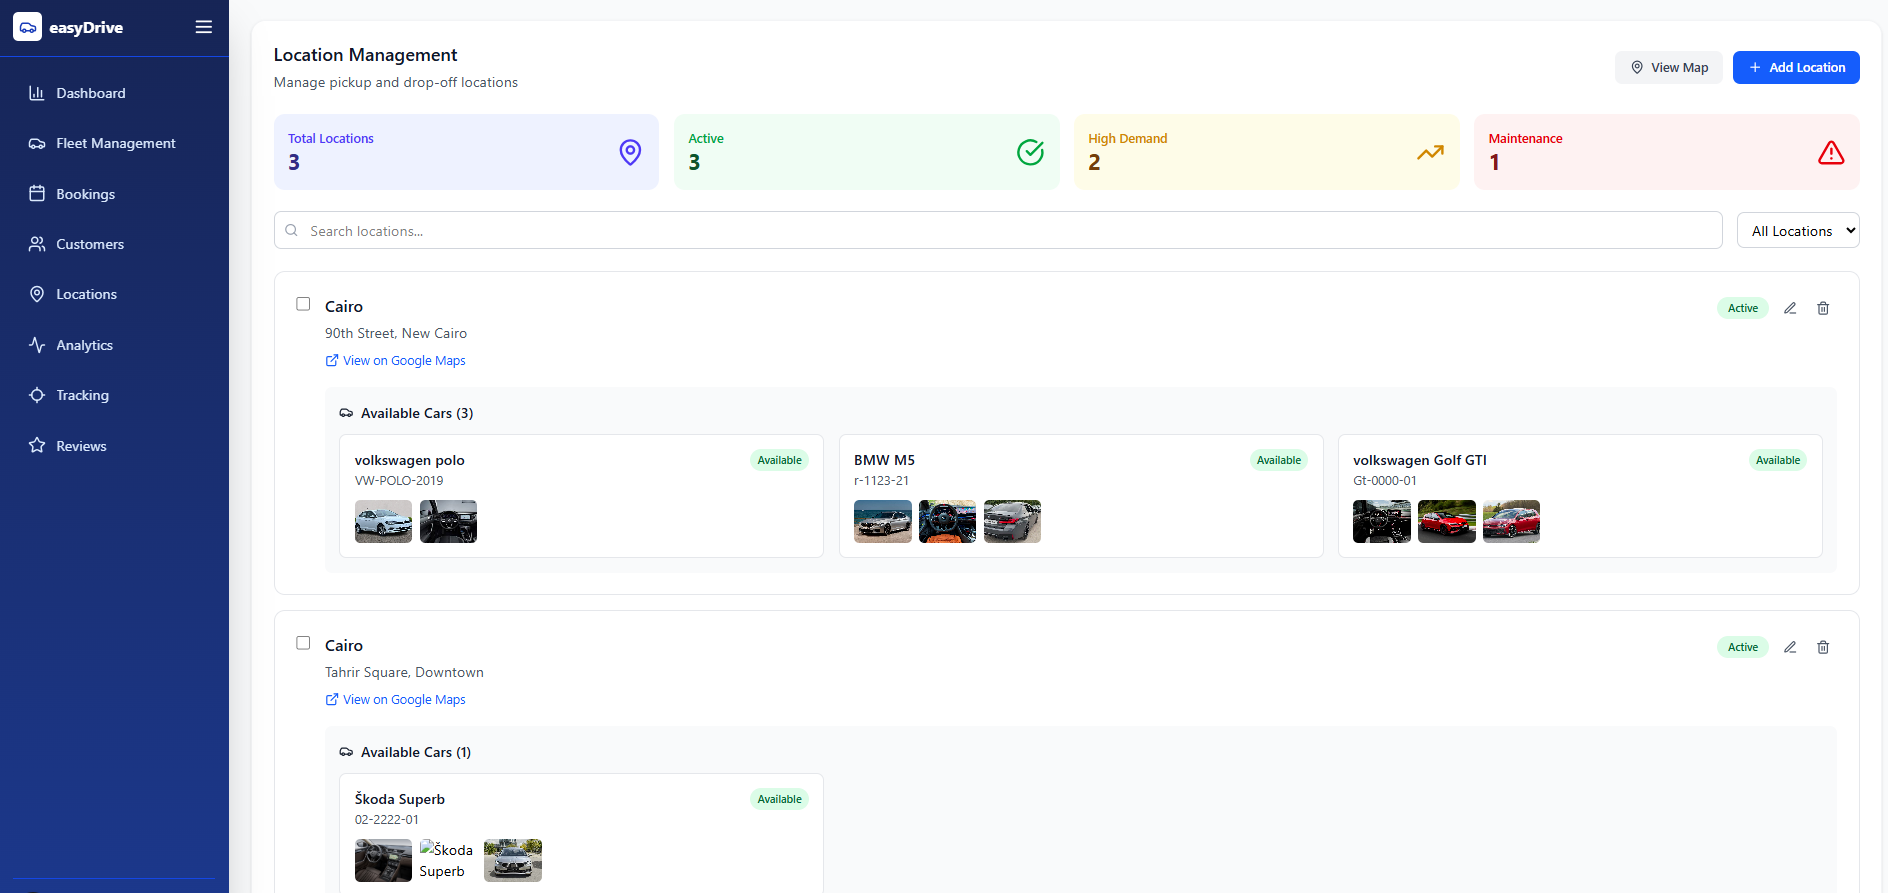 easyDrive
Dashboard
Fleet Management
Bookings
Customers
Locations
Analytics
Tracking
Reviews
Location Management
Manage pickup and drop-off locations
View Map
Add Location
Total Locations
3
Active
3
High Demand
2
Maintenance
1
Search locations...
All Locations
Cairo
Active
90th Street, New Cairo
View on Google Maps
Available Cars (3)
volkswagen polo
Available
VW-POLO-2019
BMW M5
Available
r-1123-21
volkswagen Golf GTI
Available
Gt-0000-01
Cairo
Active
Tahrir Square, Downtown
View on Google Maps
Available Cars (1)
Škoda Superb
Available
02-2222-01
Škoda
Superb